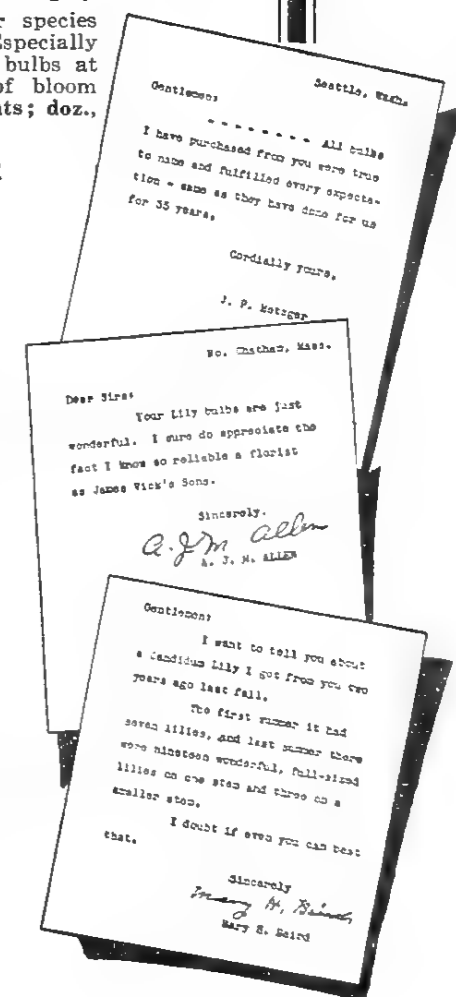 species
Especially
bulbs at
of bloom
nts; doz.,
Seattle, Wash.
Gentlemen:
- - - - - - - - All bulbs
I have purchased from you were true
to name and fulfilled every expecta-
tion - same as they have done for us
for 35 years.
Cordially yours,
J. P. Metzger
No. Chatham, Mass.
Dear Sirs:
Your Lily bulbs are just
wonderful. I sure do appreciate the
fact I know so reliable a florist
as James Vick's Sons.
Sincerely.
A. J. M. Allen
A. J. M. ALLEN
Gentlemen:
I want to tell you about
a Candidum Lily I got from you two
years ago last fall.
The first summer it had
seven lilies, and last summer there
were nineteen wonderful, full-sized
lilies on one stem and three on a
smaller stem.
I doubt if even you can beat
that.
Sincerely
Mary H. Baird
Mary H. Baird